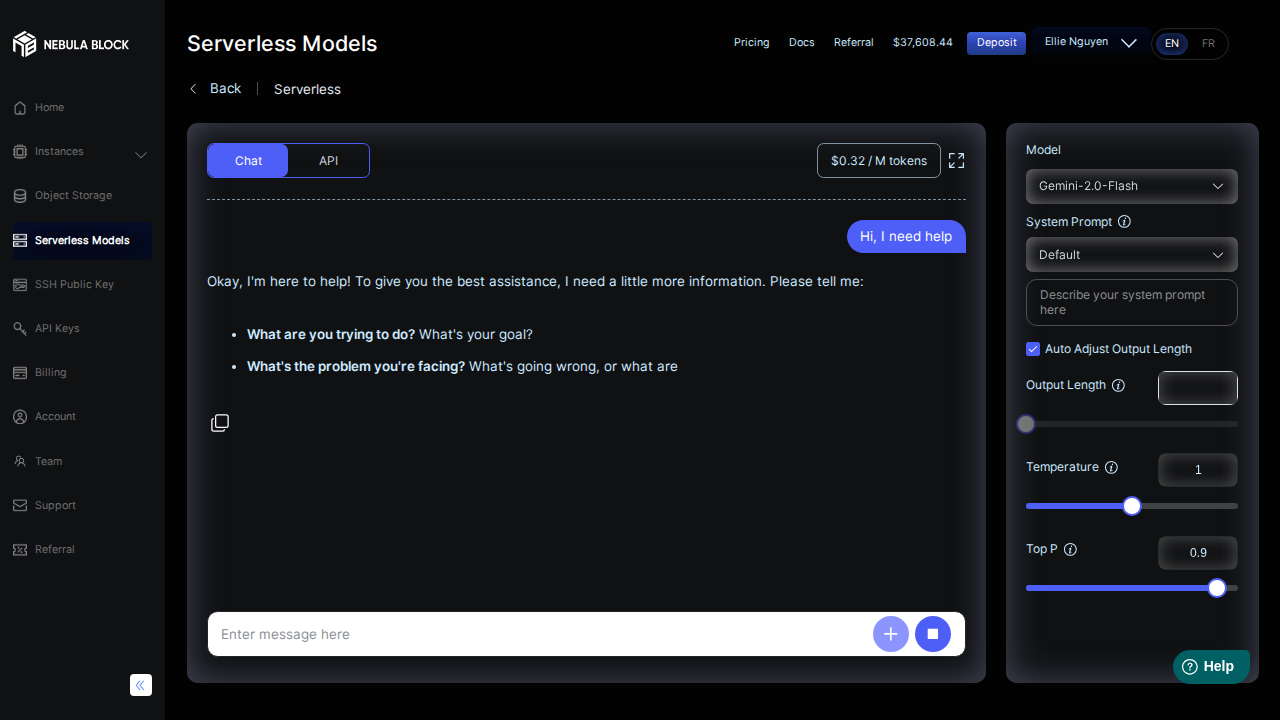 NEBULA BLOCK
Serverless Models
Pricing
Docs
Referral
$37,608.44
Deposit
Ellie Nguyen
EN
FR
Home
Instances
Object Storage
Serverless Models
SSH Public Key
API Keys
Billing
Account
Team
Support
Referral
Back
Serverless
Chat
API
$0.32 / M tokens
Hi, I need help
Okay, I'm here to help! To give you the best assistance, I need a little more information. Please tell me:
• What are you trying to do? What's your goal?
• What's the problem you're facing? What's going wrong, or what are
Enter message here
Model
Gemini-2.0-Flash
System Prompt
Default
Describe your system prompt
here
Auto Adjust Output Length
Output Length
Temperature
1
Top P
0.9
Help